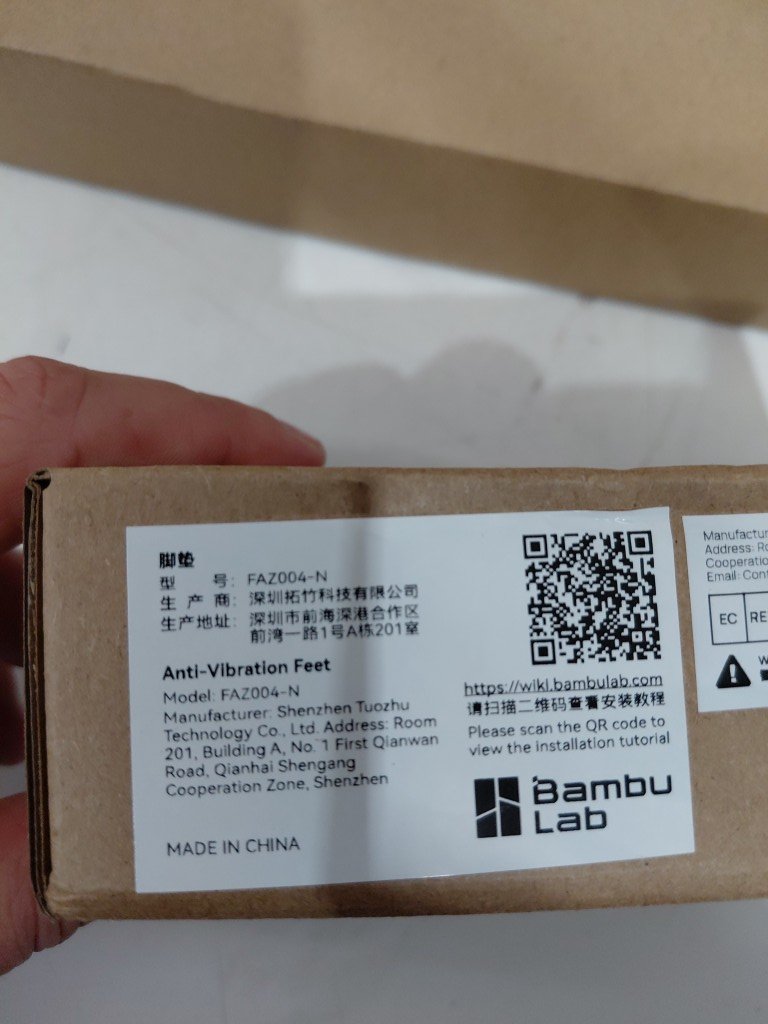 脚垫
型 号: FAZ004-N
生 产 商: 深圳拓竹科技有限公司
生产地址: 深圳市前海深港合作区
前湾一路1号A栋201室
Anti-Vibration Feet
Model: FAZ004-N
Manufacturer: Shenzhen Tuozhu
Technology Co., Ltd. Address: Room
201, Building A, No. 1 First Qianwan
Road, Qianhai Shengang
Cooperation Zone, Shenzhen
MADE IN CHINA
https://wiki.bambulab.com
请扫描二维码查看安装教程
Please scan the QR code to
view the installation tutorial
Bambu
Lab
Address:
Email:
EC